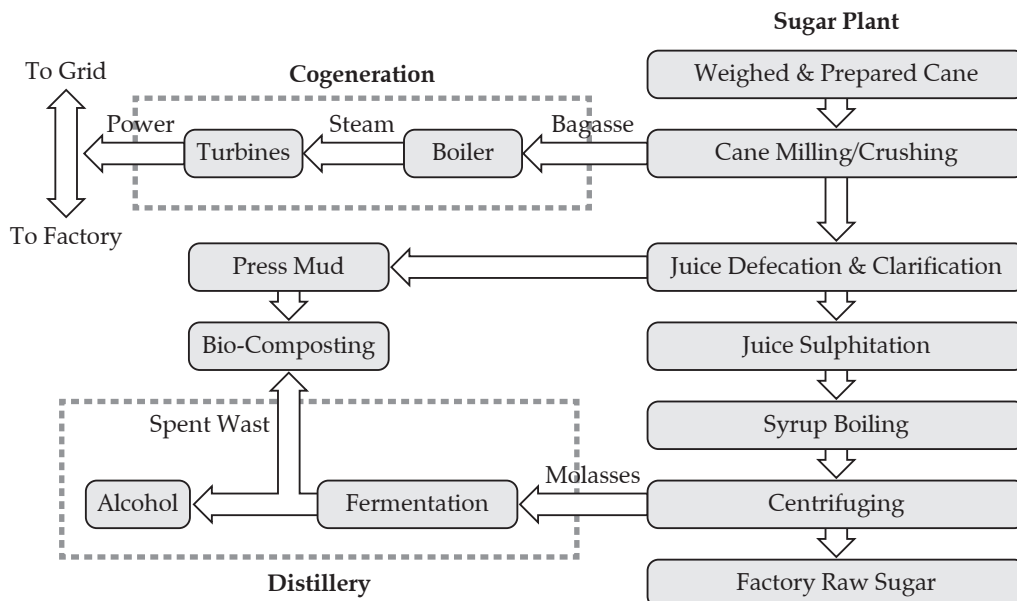 Sugar Plant
Weighed & Prepared Cane
To Grid
Cogeneration
Power
Steam
Bagasse
Turbines
Boiler
Cane Milling/Crushing
To Factory
Press Mud
Juice Defecation & Clarification
Bio-Composting
Juice Sulphitation
Spent Wast
Syrup Boiling
Molasses
Alcohol
Fermentation
Centrifuging
Distillery
Factory Raw Sugar